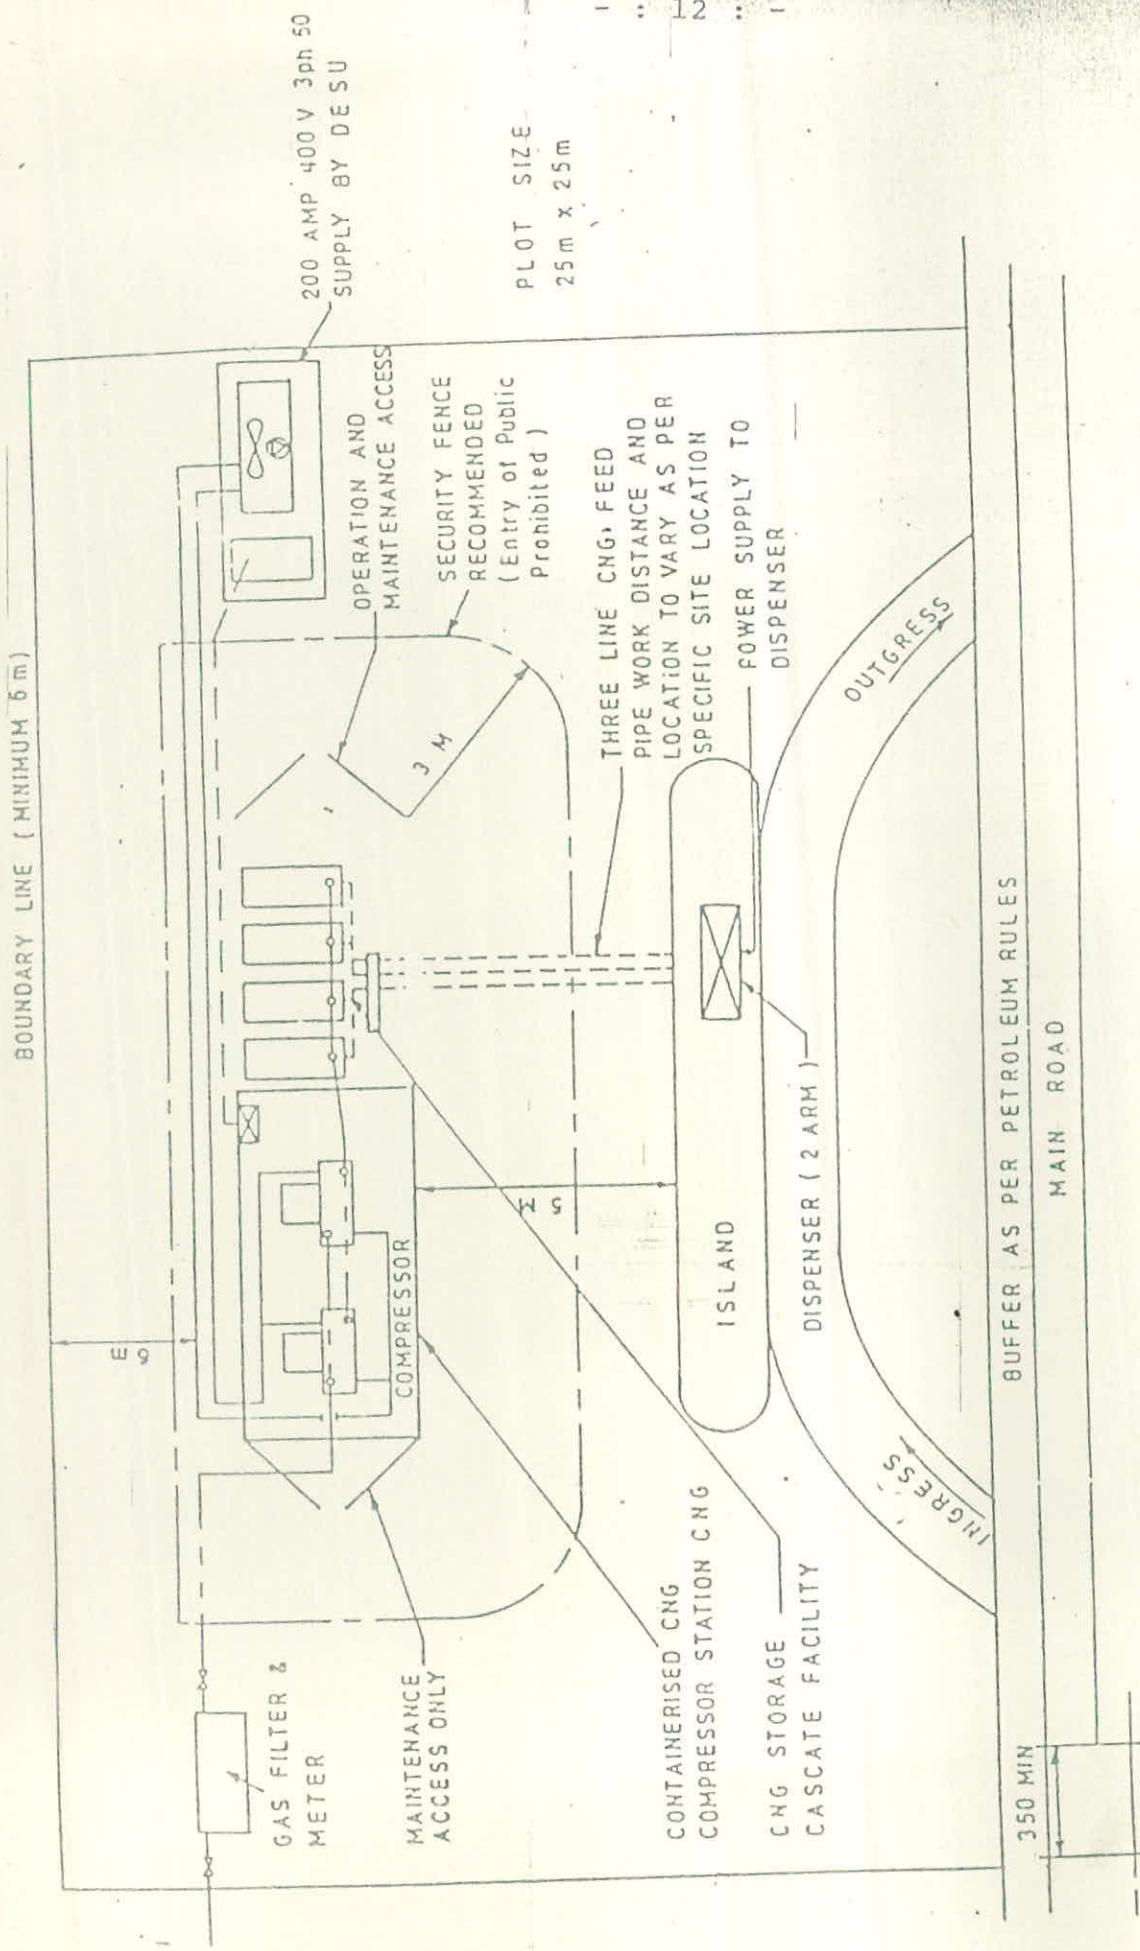 - :: 12 :: -
BOUNDARY LINE (MINIMUM 6 m)
200 AMP 400 V 3ph 50
SUPPLY BY DESU
PLOT SIZE
25m x 25m
GAS FILTER &
METER
6 m
OPERATION AND
MAINTENANCE ACCESS
SECURITY FENCE
RECOMMENDED
(Entry of Public
Prohibited)
3 M
MAINTENANCE
ACCESS ONLY
COMPRESSOR
5 M
THREE LINE CNG, FEED
PIPE WORK DISTANCE AND
LOCATION TO VARY AS PER
SPECIFIC SITE LOCATION
CONTAINERISED CNG
COMPRESSOR STATION CNG
ISLAND
POWER SUPPLY TO
DISPENSER
CNG STORAGE
CASCATE FACILITY
DISPENSER (2 ARM)
INGRESS
OUTGRESS
BUFFER AS PER PETROLEUM RULES
350 MIN
MAIN ROAD